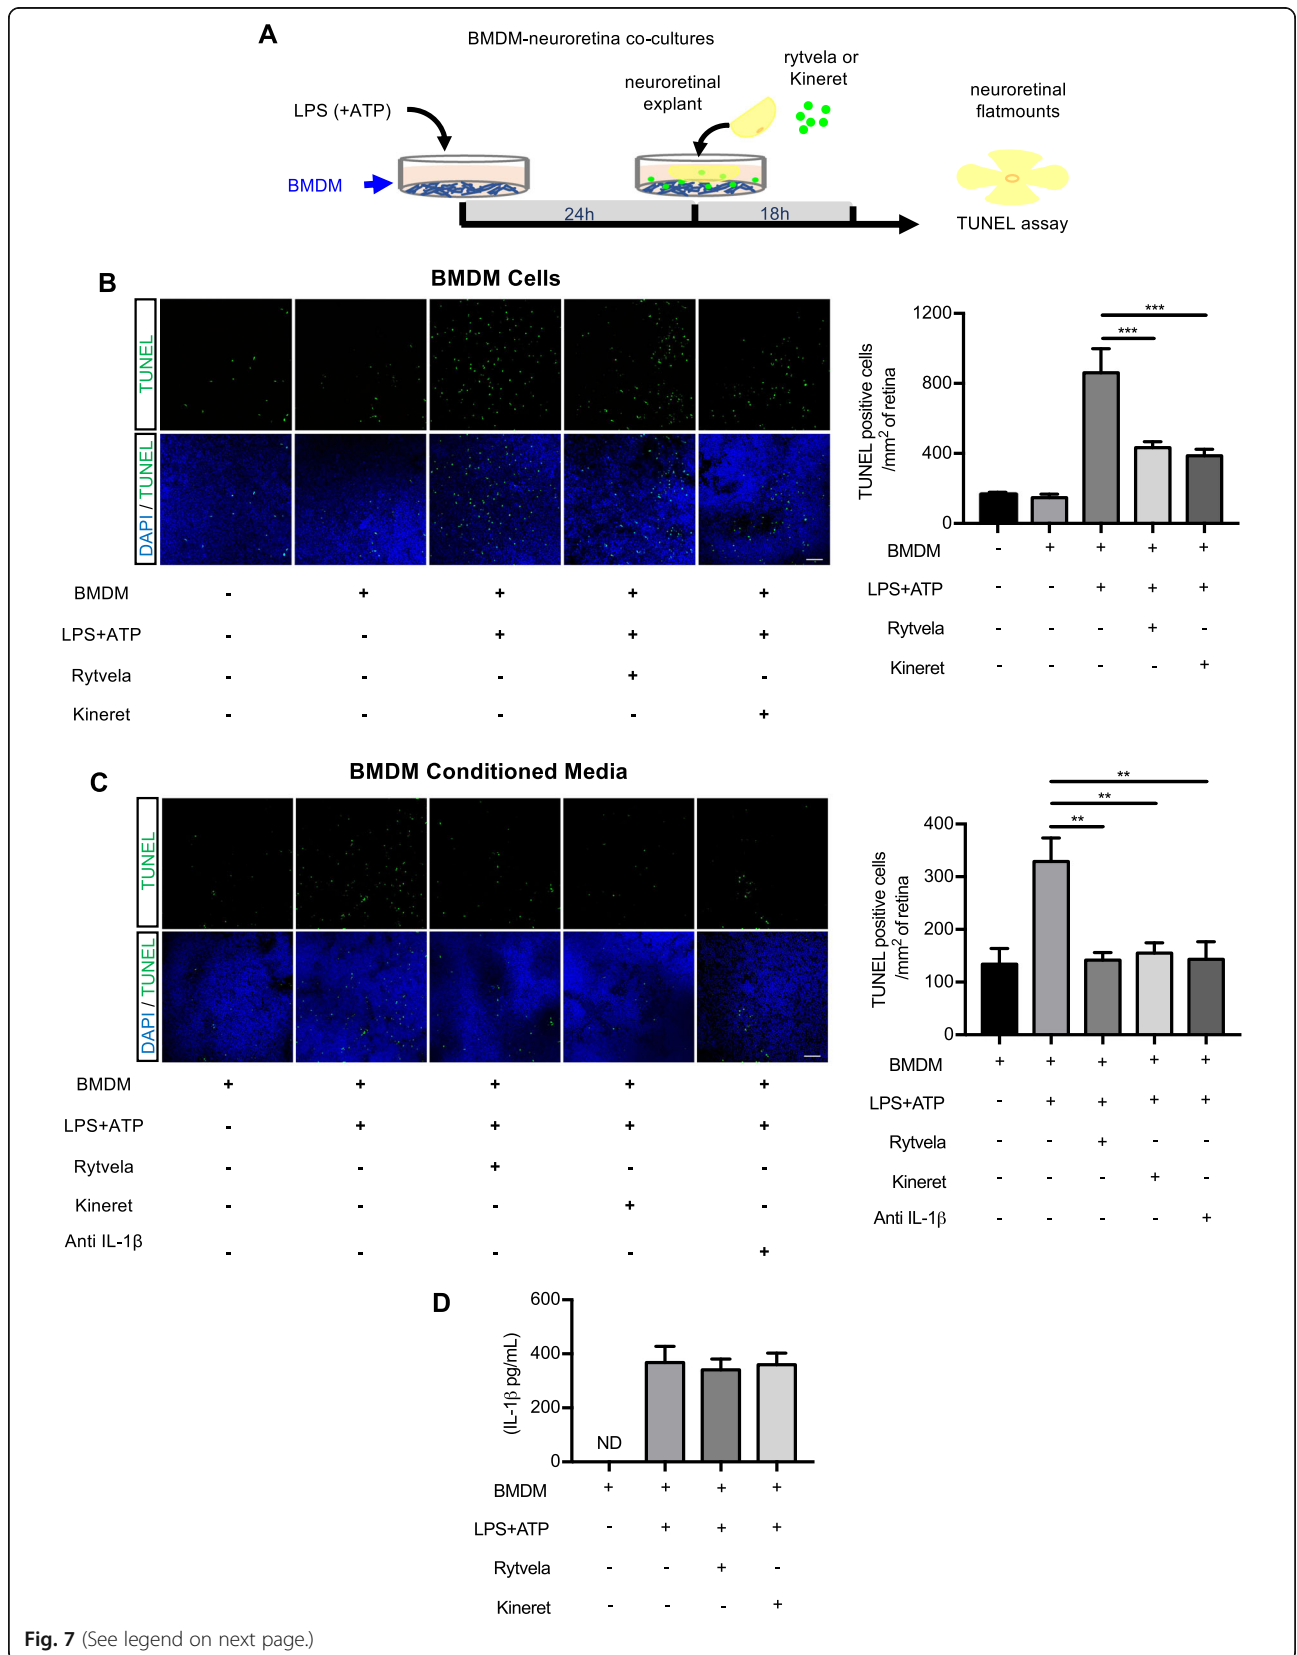 A
BMDM-neuroretina co-cultures
rytvela or
Kineret
neuroretinal
explant
neuroretinal
flatmounts
LPS (+ATP)
BMDM
24h
18h
TUNEL assay
B
BMDM Cells
TUNEL
DAPI / TUNEL
BMDM - + + + +
LPS+ATP - - + + +
Rytvela - - - + -
Kineret - - - - +
TUNEL positive cells
/mm² of retina
1200
800
400
0
***
***
BMDM - + + + +
LPS+ATP - - + + +
Rytvela - - - + -
Kineret - - - - +
C
BMDM Conditioned Media
TUNEL
DAPI / TUNEL
BMDM + + + + +
LPS+ATP - + + + +
Rytvela - - + - -
Kineret - - - + -
Anti IL-1β - - - - +
TUNEL positive cells
/mm² of retina
400
300
200
100
0
**
**
**
BMDM + + + + +
LPS+ATP - + + + +
Rytvela - - + - -
Kineret - - - + -
Anti IL-1β - - - - +
D
(IL-1β pg/mL)
600
400
200
0
ND
BMDM + + + +
LPS+ATP - + + +
Rytvela - - + -
Kineret - - - +
Fig. 7 (See legend on next page.)